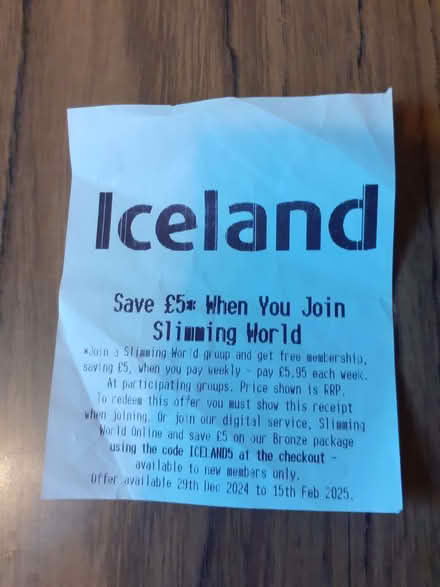 Iceland
Save £5* When You Join
Slimming World
*Join a Slimming World group and get free membership,
saving £5, when you pay weekly - pay £5.95 each week.
At participating groups. Price shown is RRP.
To redeem this offer you must show this receipt
when joining. Or join our digital service, Slimming
World Online and save £5 on our Bronze package
using the code ICELAND5 at the checkout -
available to new members only.
Offer available 29th Dec 2024 to 15th Feb 2025.